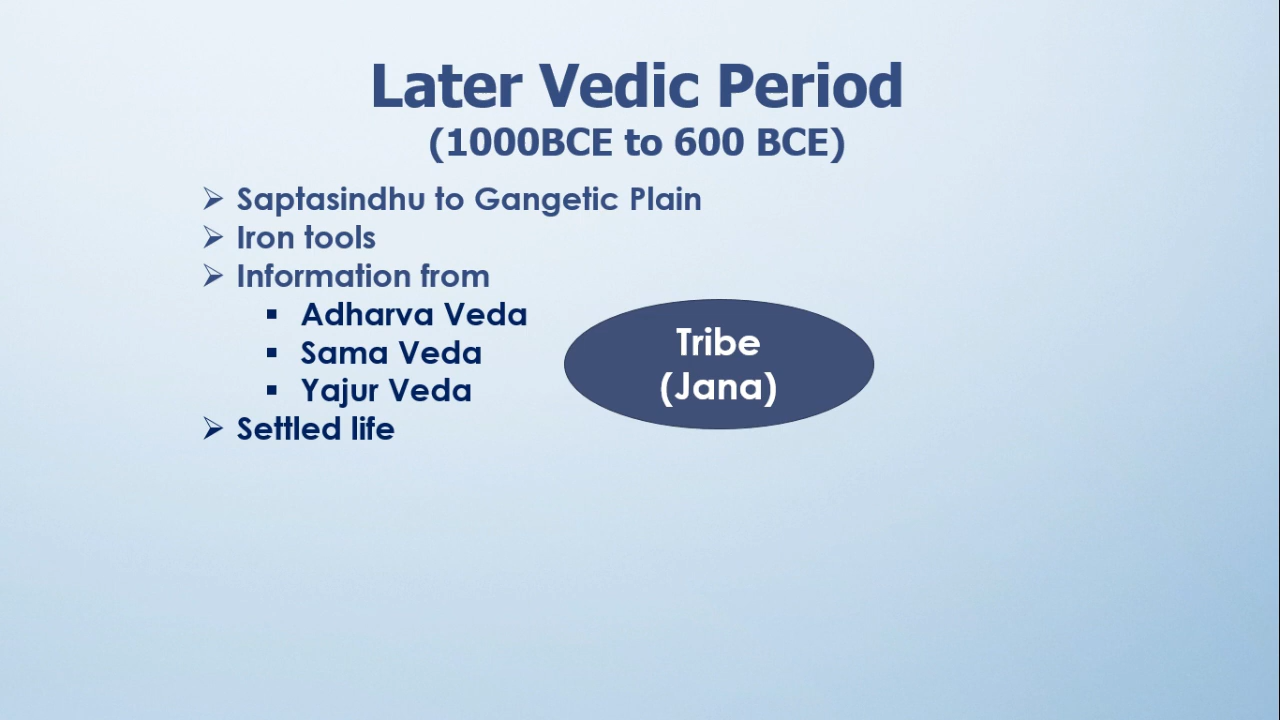 Later Vedic Period
(1000BCE to 600 BCE)
Saptasindhu to Gangetic Plain
Iron tools
Information from
Adharva Veda
Sama Veda
Yajur Veda
Settled life
Tribe
(Jana)